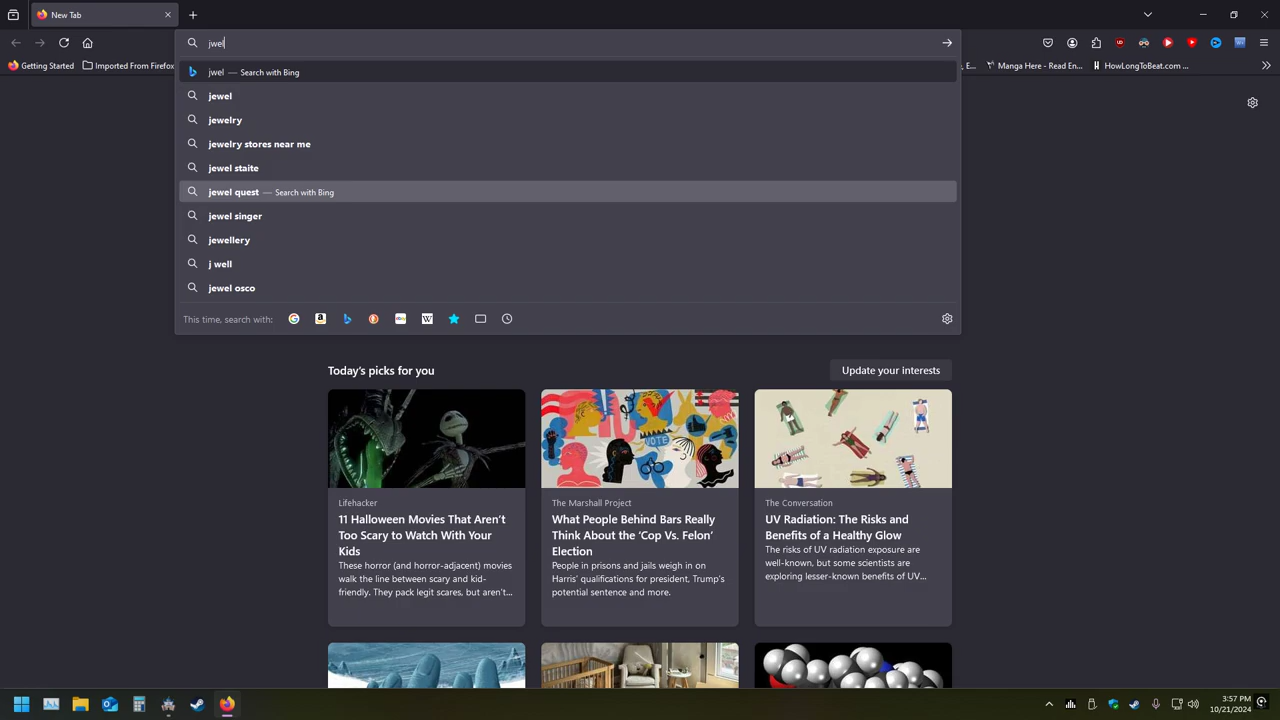 New Tab
jwel
Getting Started
Imported From Firefox
E...
Manga Here - Read En...
HowLongToBeat.com ...
jwel — Search with Bing
jewel
jewelry
jewelry stores near me
jewel staite
jewel quest — Search with Bing
jewel singer
jewellery
j well
jewel osco
This time, search with:
Today's picks for you
Update your interests
VOTE
Lifehacker
11 Halloween Movies That Aren't
Too Scary to Watch With Your
Kids
These horror (and horror-adjacent) movies
walk the line between scary and kid-
friendly. They pack legit scares, but aren't...
The Marshall Project
What People Behind Bars Really
Think About the 'Cop Vs. Felon'
Election
People in prisons and jails weigh in on
Harris' qualifications for president, Trump's
potential sentence and more.
The Conversation
UV Radiation: The Risks and
Benefits of a Healthy Glow
The risks of UV radiation exposure are
well-known, but some scientists are
exploring lesser-known benefits of UV...
3:57 PM
10/21/2024